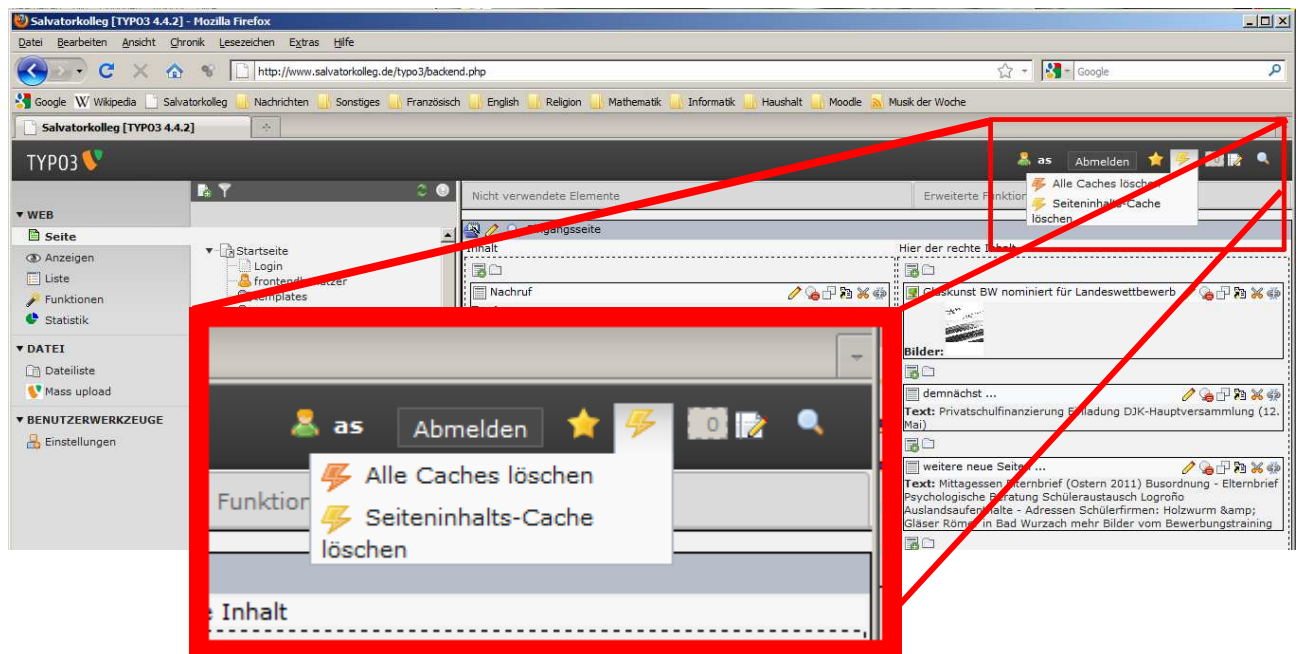 Salvatorkolleg [TYPO3 4.4.2] - Mozilla Firefox
Datei Bearbeiten Ansicht Chronik Lesezeichen Extras Hilfe
http://www.salvatorkolleg.de/typo3/backend.php
Google
Google Wikipedia Salvatorkolleg Nachrichten Sonstiges Französisch English Religion Mathematik Informatik Haushalt Moodle Musik der Woche
Salvatorkolleg [TYPO3 4.4.2]
TYPO3
as Abmelden 0
Alle Caches löschen
Seiteninhalts-Cache
löschen
Nicht verwendete Elemente
Erweiterte Funktion
WEB
Seite
Anzeigen
Liste
Funktionen
Statistik
DATEI
Dateiliste
Mass upload
BENUTZERWERKZEUGE
Einstellungen
Startseite
Login
templates
Eingangsseite
Inhalt
Nachruf
Hier der rechte Inhalt
Glaskunst BW nominiert für Landeswettbewerb
Bilder:
demnächst ...
Text: Privatschulfinanzierung Einladung DJK-Hauptversammlung (12.
Mai)
weitere neue Seiten ...
Text: Mittagessen Elternbrief (Ostern 2011) Busordnung - Elternbrief
Psychologische Beratung Schüleraustausch Logroño
Auslandsaufenthalte - Adressen Schülerfirmen: Holzwurm &amp;
Gläser Römer in Bad Wurzach mehr Bilder vom Bewerbungstraining
as Abmelden 0
Alle Caches löschen
Funktion
Seiteninhalts-Cache
löschen
e Inhalt